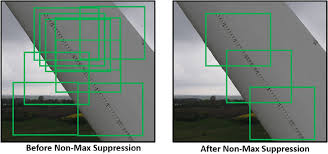 Before Non-Max Suppression
After Non-Max Suppression